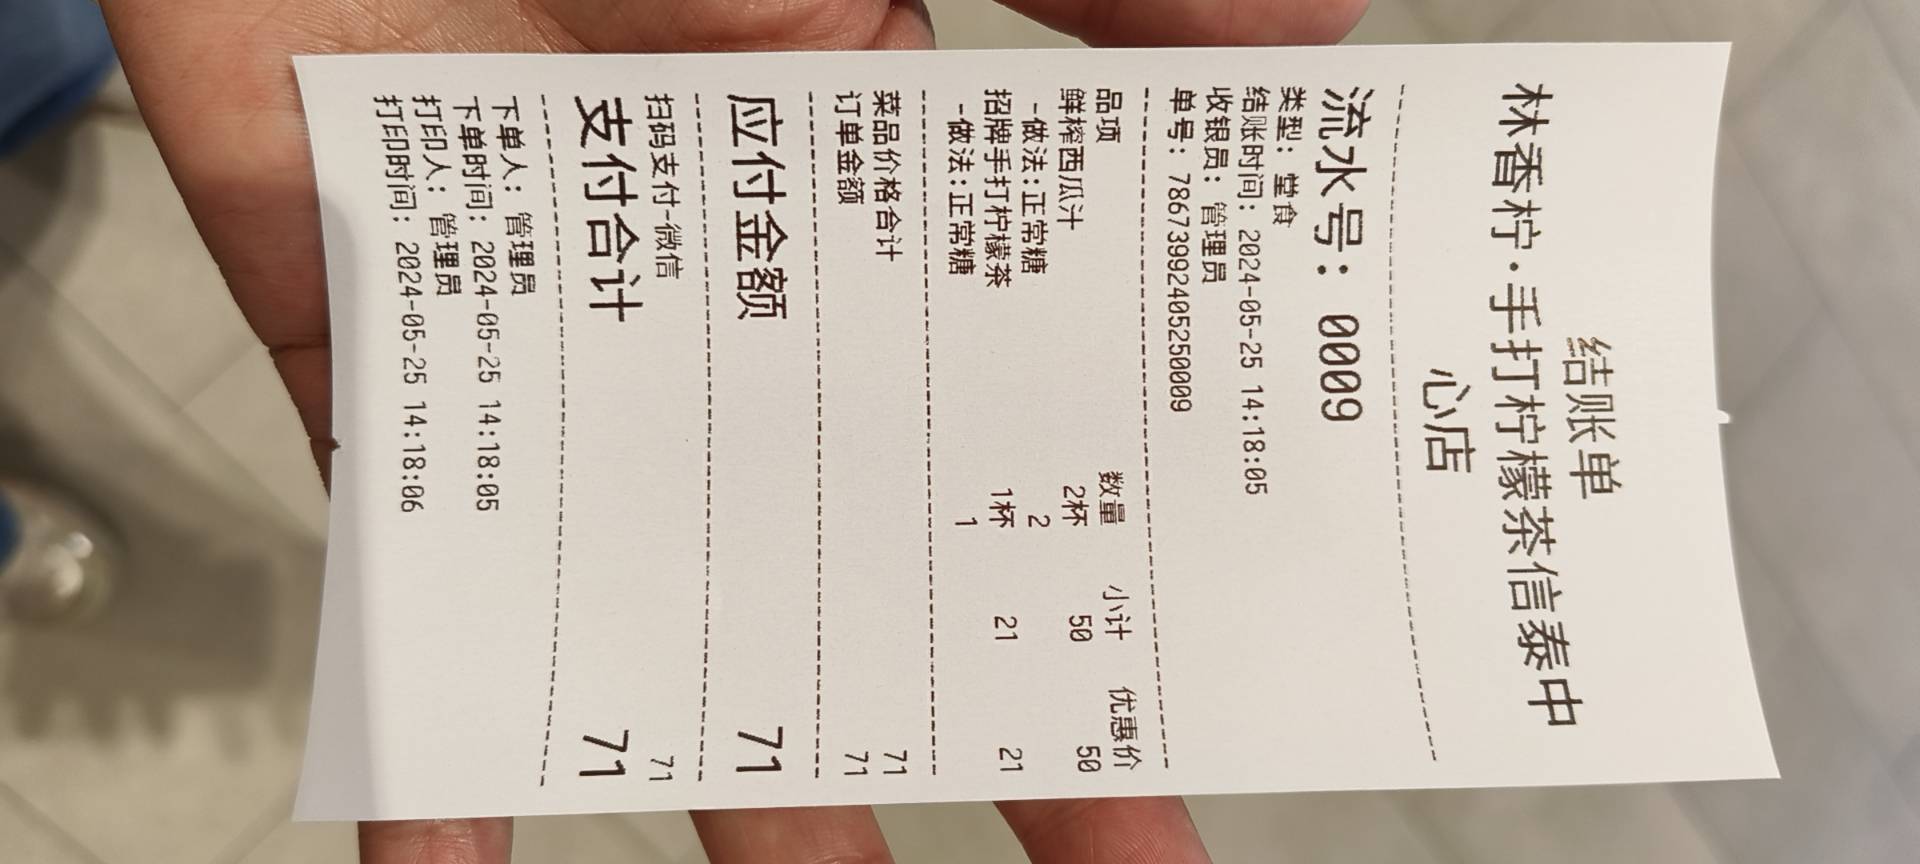 结账单
林香柠·手打柠檬茶信泰中
心店
流水号: 0009
类型: 堂食
结账时间: 2024-05-25 14:18:05
收银员: 管理员
单号: 786739924052500​09
品项 数量 小计 优惠价
鲜榨西瓜汁 2杯 50 50
-做法:正常糖 2
招牌手打柠檬茶 1杯 21 21
-做法:正常糖 1
菜品价格合计 71
订单金额 71
应付金额 71
扫码支付-微信 71
支付合计 71
下单人: 管理员
下单时间: 2024-05-25 14:18:05
打印人: 管理员
打印时间: 2024-05-25 14:18:06